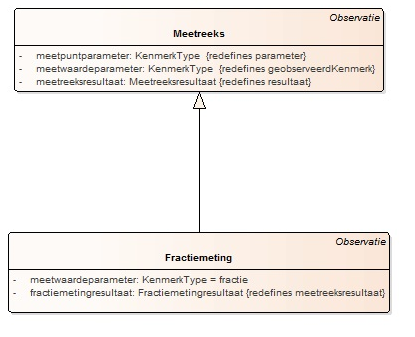 Observatie
Meetreeks
- meetpuntparameter: KenmerkType {redefines parameter}
- meetwaardeparameter: KenmerkType {redefines geobserveerdKenmerk}
- meetreeksresultaat: Meetreeksresultaat {redefines resultaat}
Observatie
Fractiemeting
- meetwaardeparameter: KenmerkType = fractie
- fractiemetingresultaat: Fractiemetingresultaat {redefines meetreeksresultaat}